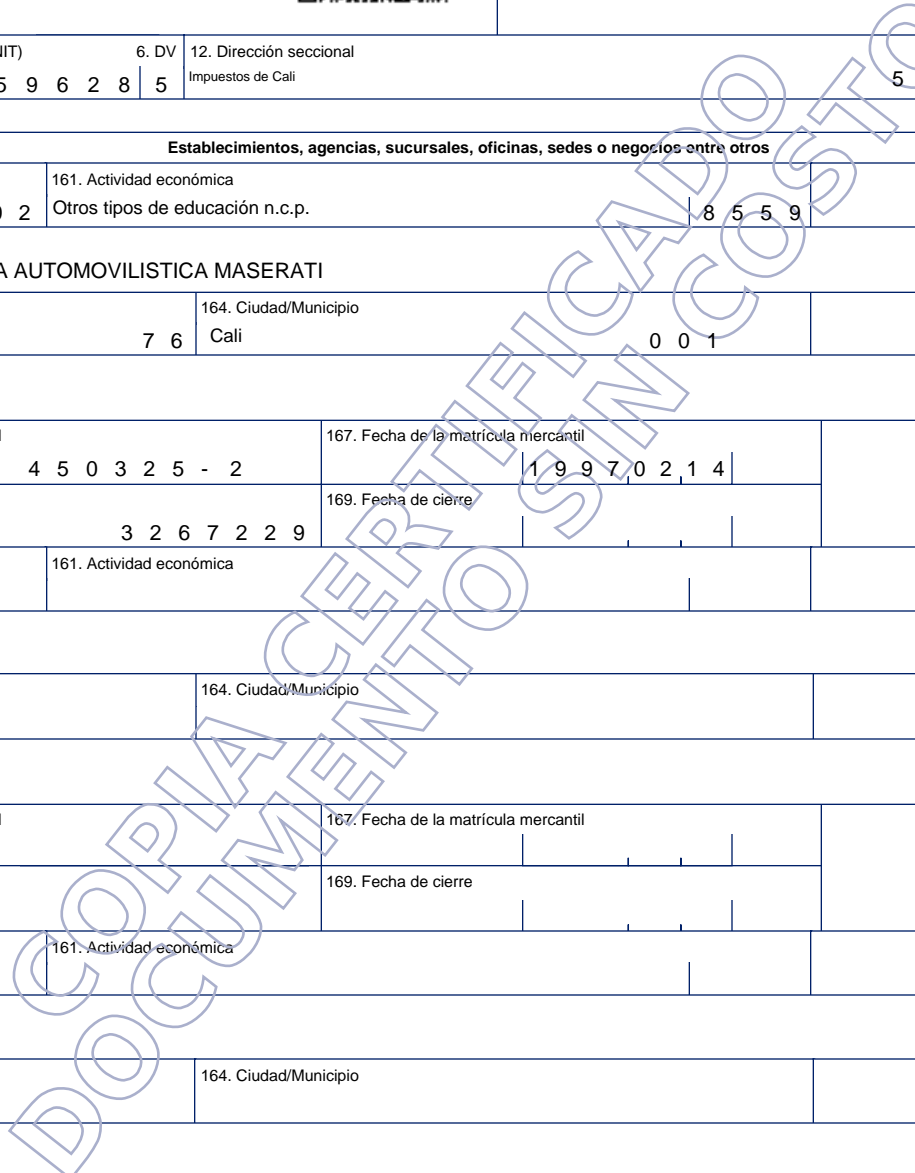 NIT) 6. DV 12. Dirección seccional
5 9 6 2 8 5 Impuestos de Cali 5
Establecimientos, agencias, sucursales, oficinas, sedes o negocios entre otros
161. Actividad económica
2 Otros tipos de educación n.c.p. 8 5 5 9
A AUTOMOVILISTICA MASERATI
164. Ciudad/Municipio
7 6 Cali 0 0 1
167. Fecha de la matrícula mercantil
4 5 0 3 2 5 - 2 1 9 9 7 0 2 1 4
169. Fecha de cierre
3 2 6 7 2 2 9
161. Actividad económica
164. Ciudad/Municipio
167. Fecha de la matrícula mercantil
169. Fecha de cierre
161. Actividad económica
164. Ciudad/Municipio
COPIA CERTIFICADO
DOCUMENTO SIN COSTO